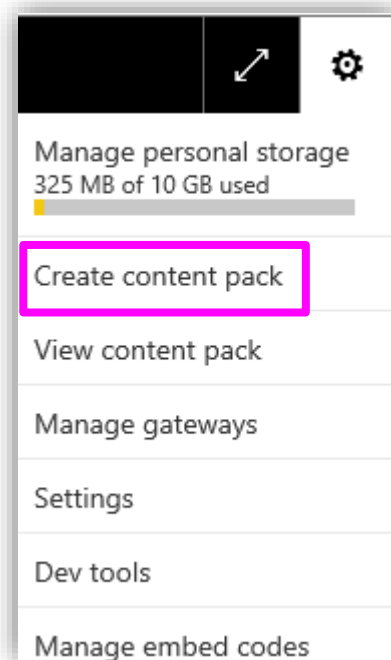 Manage personal storage
325 MB of 10 GB used
Create content pack
View content pack
Manage gateways
Settings
Dev tools
Manage embed codes